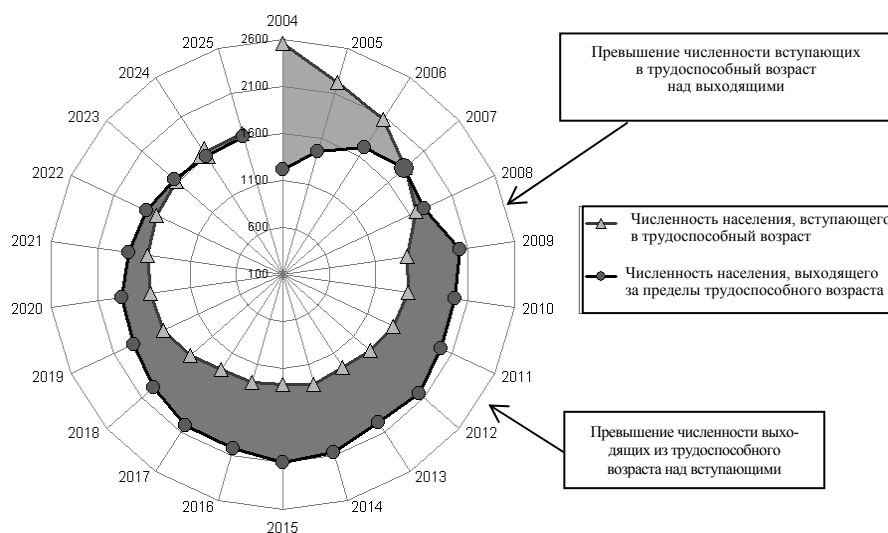 2004
2005
2006
2007
2008
2009
2010
2011
2012
2013
2014
2015
2016
2017
2018
2019
2020
2021
2022
2023
2024
2025
2600
2100
1600
1100
600
100
Превышение численности вступающих
в трудоспособный возраст
над выходящими
Численность населения, вступающего
в трудоспособный возраст
Численность населения, выходящего
за пределы трудоспособного возраста
Превышение численности выхо-
дящих из трудоспособного
возраста над вступающими